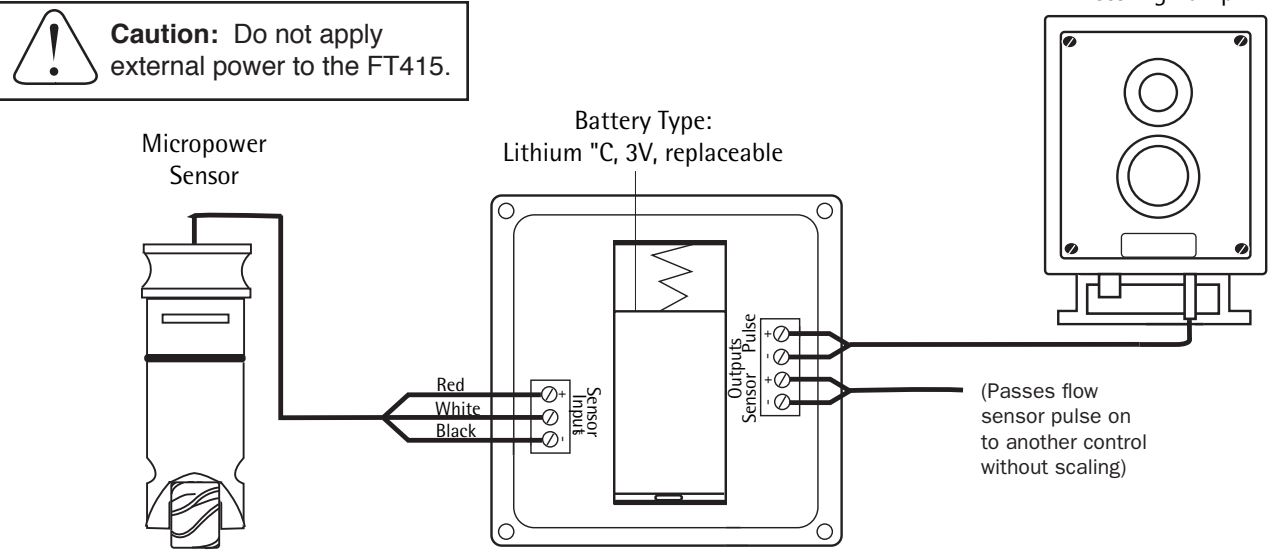 Caution: Do not apply
external power to the FT415.
Micropower
Sensor
Battery Type:
Lithium "C, 3V, replaceable
Red
White
Black
+
-
Sensor
Input
Outputs
Sensor Pulse
+
-
+
-
(Passes flow
sensor pulse on
to another control
without scaling)